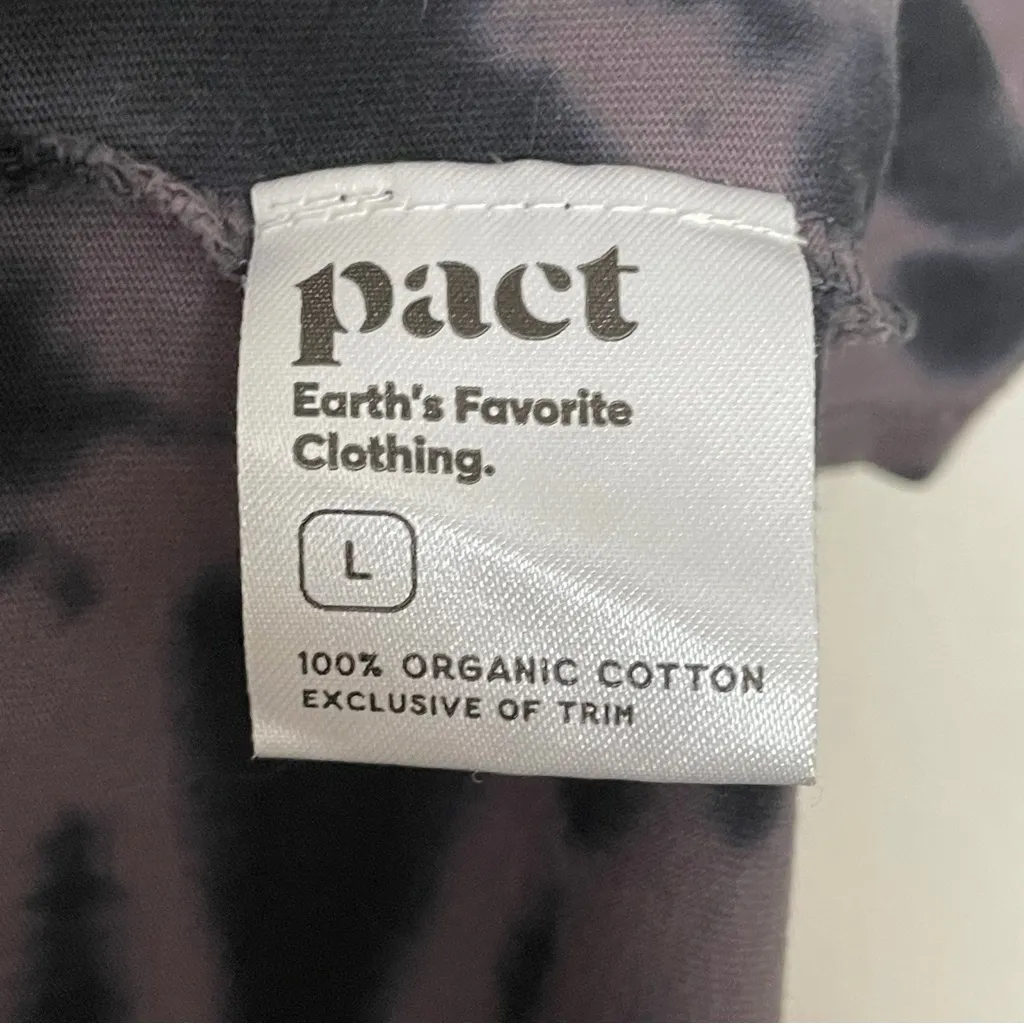 pact
Earth's Favorite
Clothing.
L
100% ORGANIC COTTON
EXCLUSIVE OF TRIM